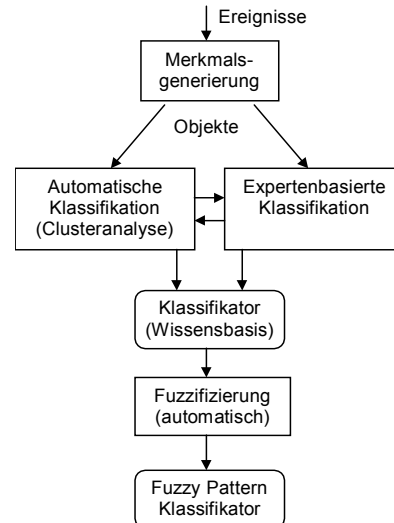 Ereignisse
Merkmals-
generierung
Objekte
Automatische
Klassifikation
(Clusteranalyse)
Expertenbasierte
Klassifikation
Klassifikator
(Wissensbasis)
Fuzzifizierung
(automatisch)
Fuzzy Pattern
Klassifikator